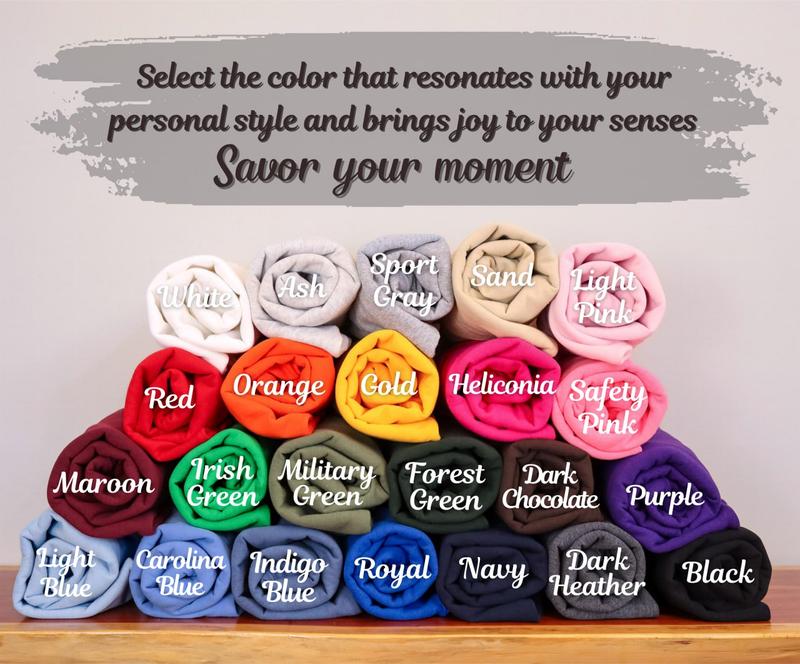 Select the color that resonates with your
personal style and brings joy to your senses
Savor your moment
White
Ash
Sport
Gray
Sand
Light
Pink
Red
Orange
Gold
Heliconia
Safety
Pink
Maroon
Irish
Green
Military
Green
Forest
Green
Dark
Chocolate
Purple
Light
Blue
Carolina
Blue
Indigo
Blue
Royal
Navy
Dark
Heather
Black